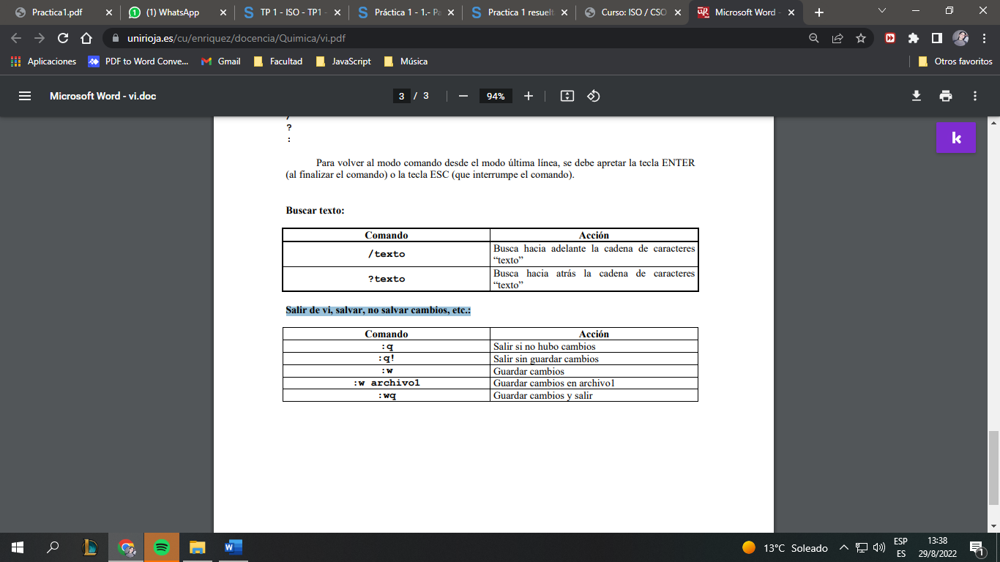 Practica1.pdf
(1) WhatsApp
TP 1 - ISO - TP1 -
Práctica 1 - 1.- Pa
Practica 1 resuelt
Curso: ISO / CSO
Microsoft Word -
unirioja.es/cu/enriquez/docencia/Quimica/vi.pdf
Aplicaciones
PDF to Word Conve...
Gmail
Facultad
JavaScript
Música
Otros favoritos
Microsoft Word - vi.doc
3 / 3
94%
k
?
:
Para volver al modo comando desde el modo última línea, se debe apretar la tecla ENTER
(al finalizar el comando) o la tecla ESC (que interrumpe el comando).
Buscar texto:
Comando Acción
/texto Busca hacia adelante la cadena de caracteres
“texto”
?texto Busca hacia atrás la cadena de caracteres
“texto”
Salir de vi, salvar, no salvar cambios, etc.:
Comando Acción
:q Salir si no hubo cambios
:q! Salir sin guardar cambios
:w Guardar cambios
:w archivo1 Guardar cambios en archivo1
:wq Guardar cambios y salir
13°C Soleado
ESP
ES
13:38
29/8/2022
1